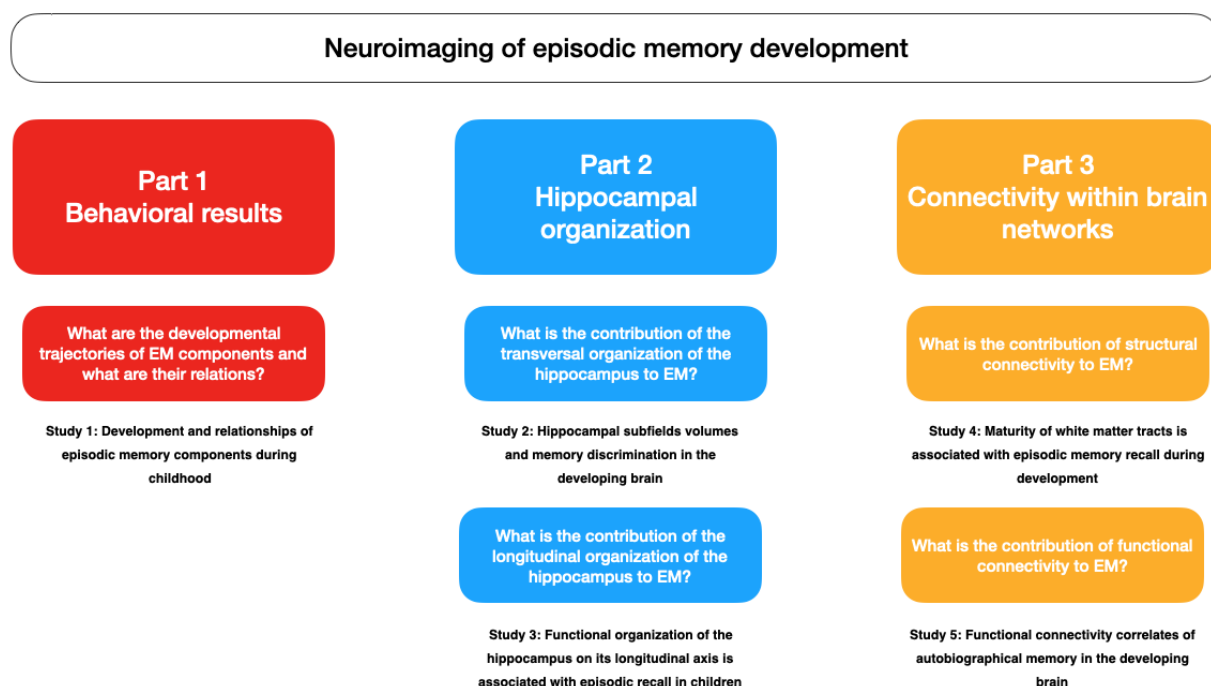 Neuroimaging of episodic memory development
Part 1
Behavioral results
What are the developmental
trajectories of EM components and
what are their relations?
Study 1: Development and relationships of
episodic memory components during
childhood
Part 2
Hippocampal
organization
What is the contribution of the
transversal organization of the
hippocampus to EM?
Study 2: Hippocampal subfields volumes
and memory discrimination in the
developing brain
What is the contribution of the
longitudinal organization of the
hippocampus to EM?
Study 3: Functional organization of the
hippocampus on its longitudinal axis is
associated with episodic recall in children
Part 3
Connectivity within brain
networks
What is the contribution of structural
connectivity to EM?
Study 4: Maturity of white matter tracts is
associated with episodic memory recall during
development
What is the contribution of functional
connectivity to EM?
Study 5: Functional connectivity correlates of
autobiographical memory in the developing
brain